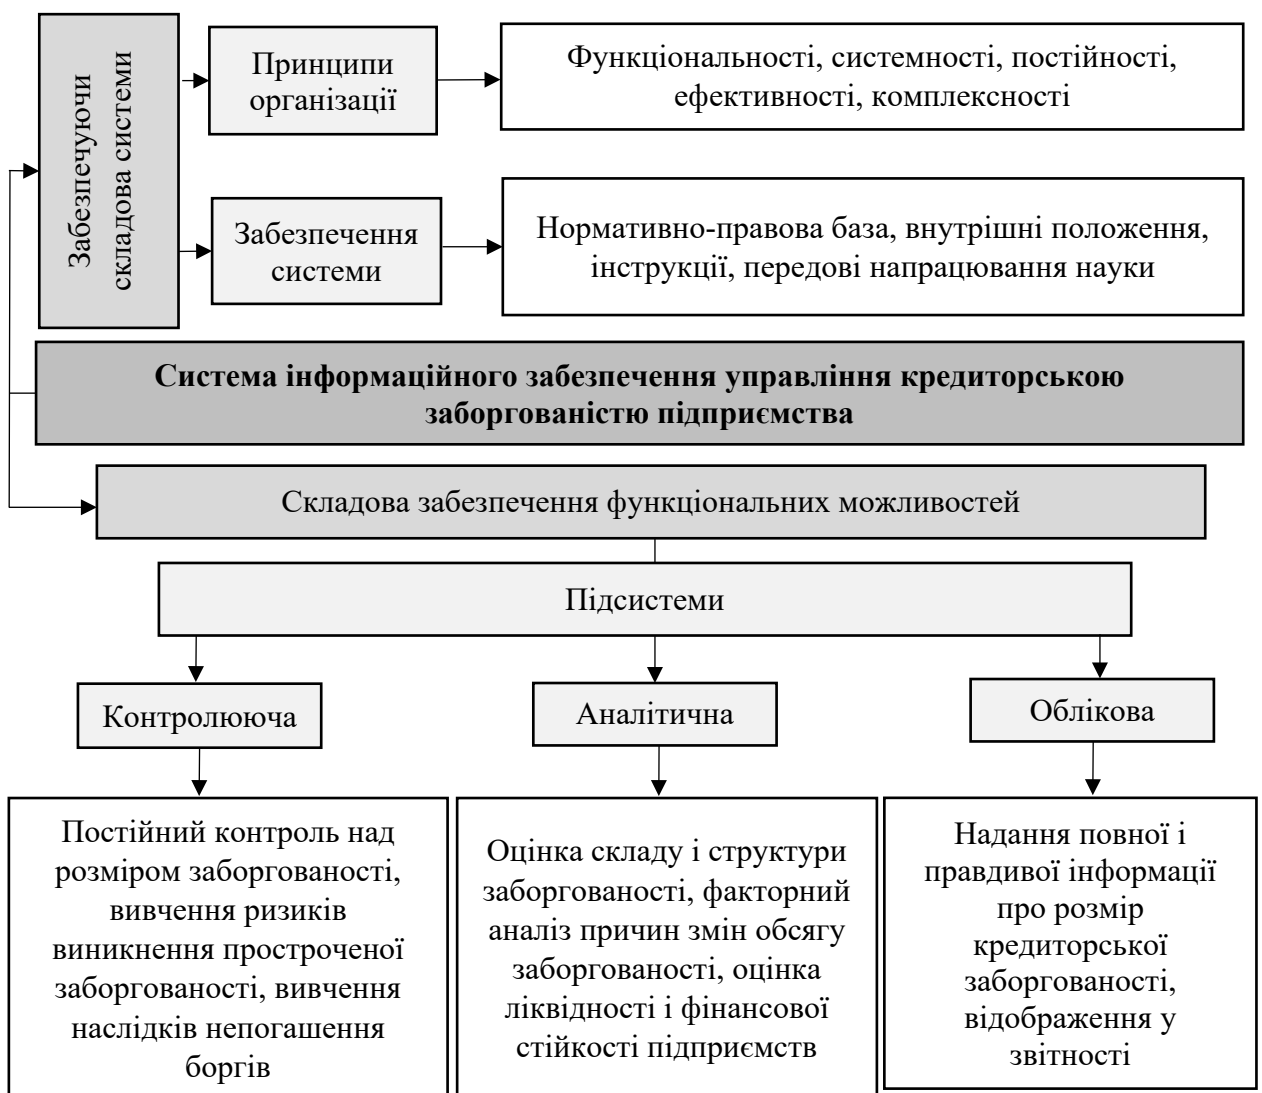 Забезпечуючи
складова системи
Принципи
організації
Функціональності, системності, постійності,
ефективності, комплексності
Забезпечення
системи
Нормативно-правова база, внутрішні положення,
інструкції, передові напрацювання науки
Система інформаційного забезпечення управління кредиторською
заборгованістю підприємства
Складова забезпечення функціональних можливостей
Підсистеми
Контролююча
Аналітична
Облікова
Постійний контроль над
розміром заборгованості,
вивчення ризиків
виникнення простроченої
заборгованості, вивчення
наслідків непогашення
боргів
Оцінка складу і структури
заборгованості, факторний
аналіз причин змін обсягу
заборгованості, оцінка
ліквідності і фінансової
стійкості підприємств
Надання повної і
правдивої інформації
про розмір
кредиторської
заборгованості,
відображення у
звітності